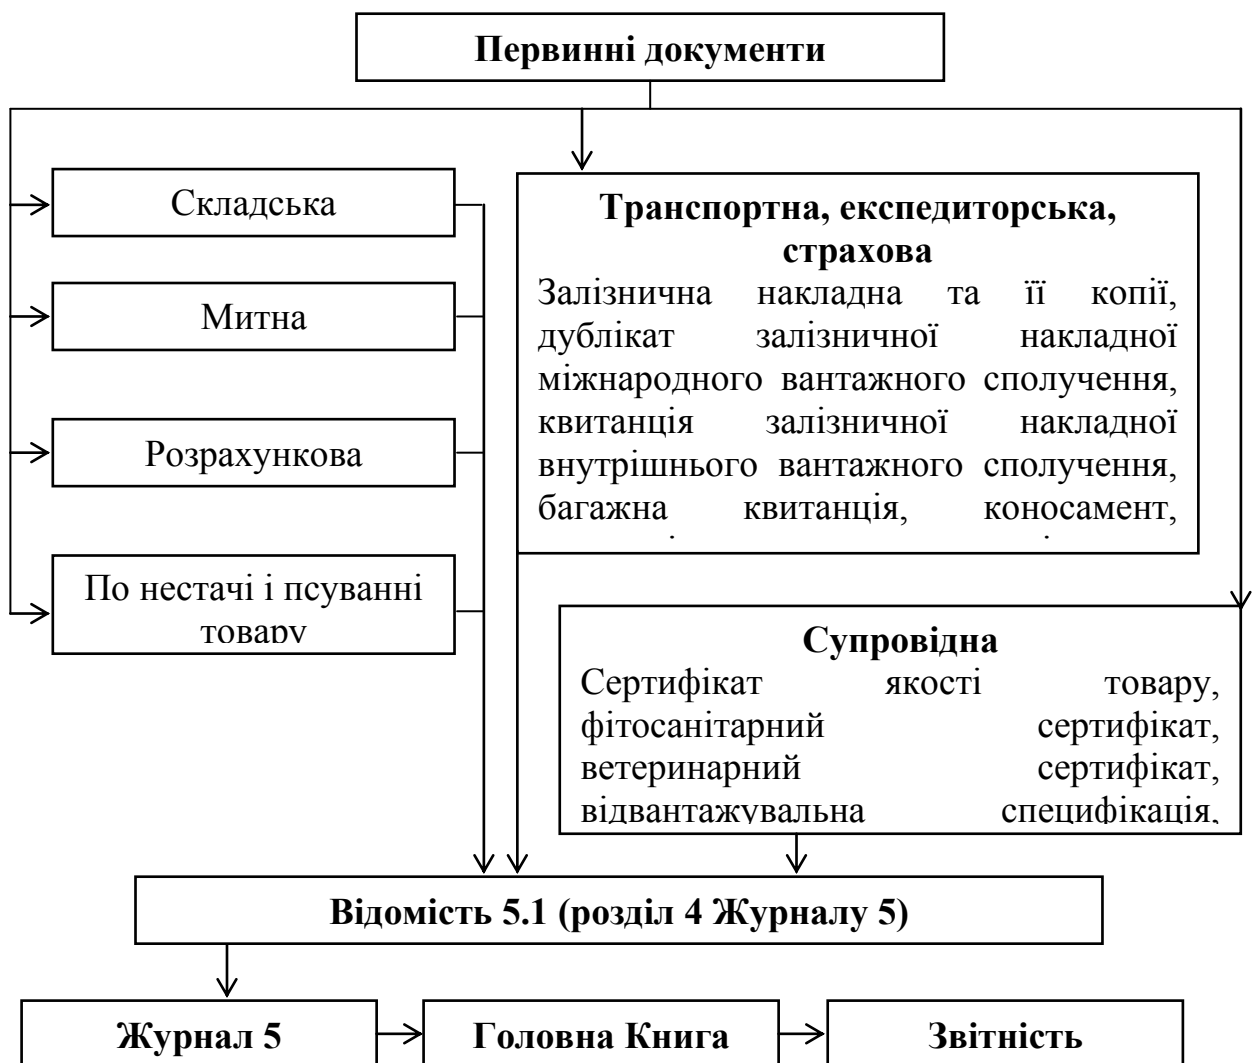 Первинні документи
Складська
Митна
Розрахункова
По нестачі і псуванні
товару
Транспортна, експедиторська,
страхова
Залізнична накладна та її копії,
дублікат залізничної накладної
міжнародного вантажного сполучення,
квитанція залізничної накладної
внутрішнього вантажного сполучення,
багажна квитанція, коносамент,
Супровідна
Сертифікат якості товару,
фітосанітарний сертифікат,
ветеринарний сертифікат,
відвантажувальна специфікація,
Відомість 5.1 (розділ 4 Журналу 5)
Журнал 5
Головна Книга
Звітність